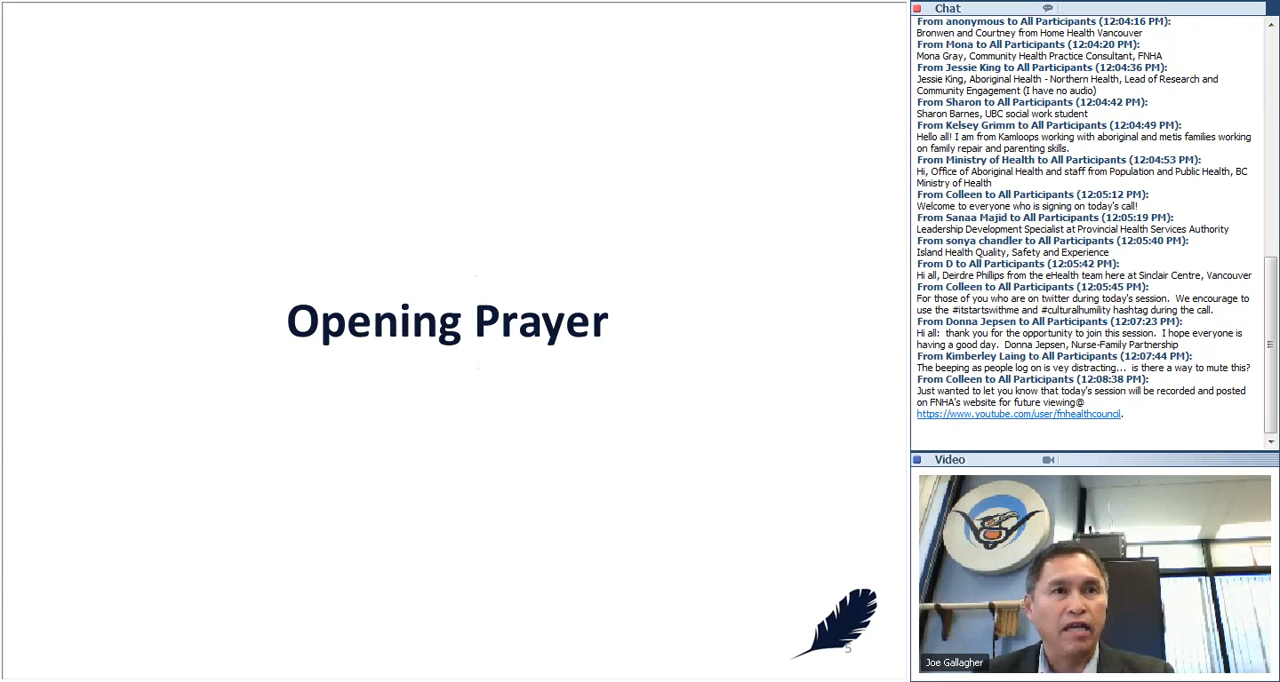 Opening Prayer
5
Chat
From anonymous to All Participants (12:04:16 PM):
Bronwen and Courtney from Home Health Vancouver
From Mona to All Participants (12:04:20 PM):
Mona Gray, Community Health Practice Consultant, FNHA
From Jessie King to All Participants (12:04:36 PM):
Jessie King, Aboriginal Health - Northern Health, Lead of Research and
Community Engagement (I have no audio)
From Sharon to All Participants (12:04:42 PM):
Sharon Barnes, UBC social work student
From Kelsey Grimm to All Participants (12:04:49 PM):
Hello all! I am from Kamloops working with aboriginal and metis families working
on family repair and parenting skills.
From Ministry of Health to All Participants (12:04:53 PM):
Hi, Office of Aboriginal Health and staff from Population and Public Health, BC
Ministry of Health
From Colleen to All Participants (12:05:12 PM):
Welcome to everyone who is signing on today's call!
From Sanaa Majid to All Participants (12:05:19 PM):
Leadership Development Specialist at Provincial Health Services Authority
From sonya chandler to All Participants (12:05:40 PM):
Island Health Quality, Safety and Experience
From D to All Participants (12:05:42 PM):
Hi all, Deirdre Phillips from the eHealth team here at Sinclair Centre, Vancouver
From Colleen to All Participants (12:05:45 PM):
For those of you who are on twitter during today's session. We encourage to
use the #itstartswithme and #culturalhumility hashtag during the call.
From Donna Jepsen to All Participants (12:07:23 PM):
Hi all: thank you for the opportunity to join this session. I hope everyone is
having a good day. Donna Jepsen, Nurse-Family Partnership
From Kimberley Laing to All Participants (12:07:44 PM):
The beeping as people log on is vey distracting... is there a way to mute this?
From Colleen to All Participants (12:08:38 PM):
Just wanted to let you know that today's session will be recorded and posted
on FNHA's website for future viewing@
https://www.youtube.com/user/fnhealthcouncil.
Video
Joe Gallagher